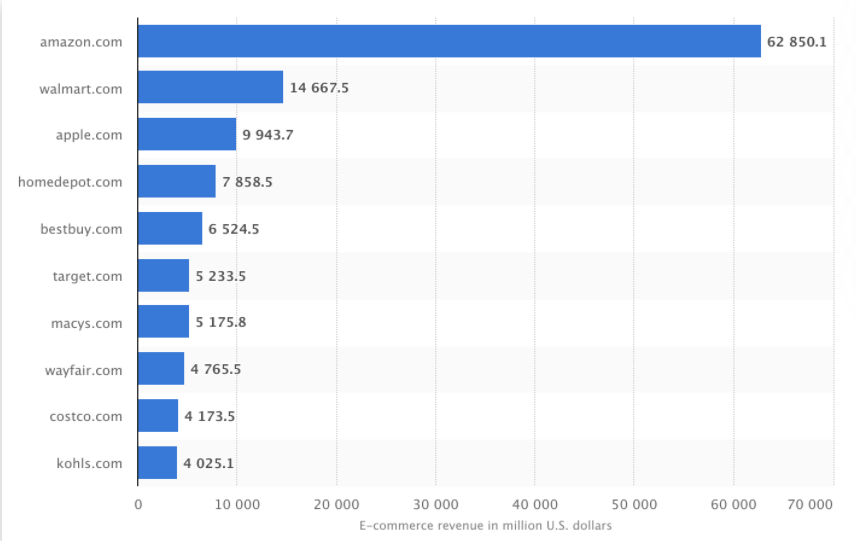 amazon.com 62 850.1
walmart.com 14 667.5
apple.com 9 943.7
homedepot.com 7 858.5
bestbuy.com 6 524.5
target.com 5 233.5
macys.com 5 175.8
wayfair.com 4 765.5
costco.com 4 173.5
kohls.com 4 025.1
0 10 000 20 000 30 000 40 000 50 000 60 000 70 000
E-commerce revenue in million U.S. dollars